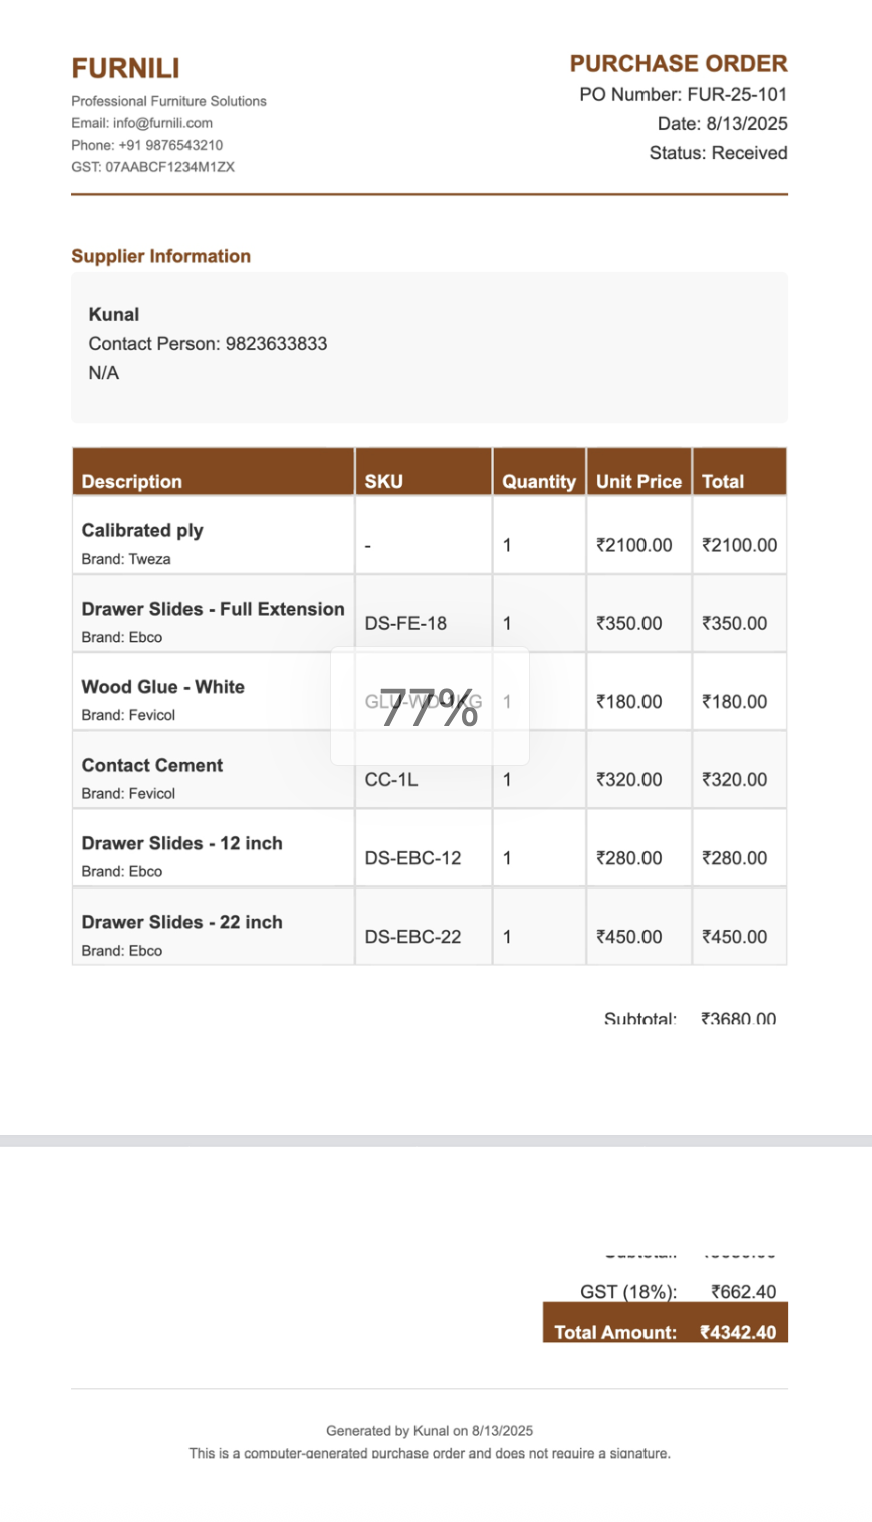 FURNILI
Professional Furniture Solutions
Email: info@furnili.com
Phone: +91 9876543210
GST: 07AABCF1234M1ZX
PURCHASE ORDER
PO Number: FUR-25-101
Date: 8/13/2025
Status: Received
Supplier Information
Kunal
Contact Person: 9823633833
N/A
Description SKU Quantity Unit Price Total
Calibrated ply
Brand: Tweza
- 1 ₹2100.00 ₹2100.00
Drawer Slides - Full Extension
Brand: Ebco
DS-FE-18 1 ₹350.00 ₹350.00
Wood Glue - White
Brand: Fevicol
GLU-WD-1KG 1 ₹180.00 ₹180.00
77%
Contact Cement
Brand: Fevicol
CC-1L 1 ₹320.00 ₹320.00
Drawer Slides - 12 inch
Brand: Ebco
DS-EBC-12 1 ₹280.00 ₹280.00
Drawer Slides - 22 inch
Brand: Ebco
DS-EBC-22 1 ₹450.00 ₹450.00
Subtotal: ₹3680.00
Subtotal: ₹3680.00
GST (18%): ₹662.40
Total Amount: ₹4342.40
Generated by Kunal on 8/13/2025
This is a computer-generated purchase order and does not require a signature.